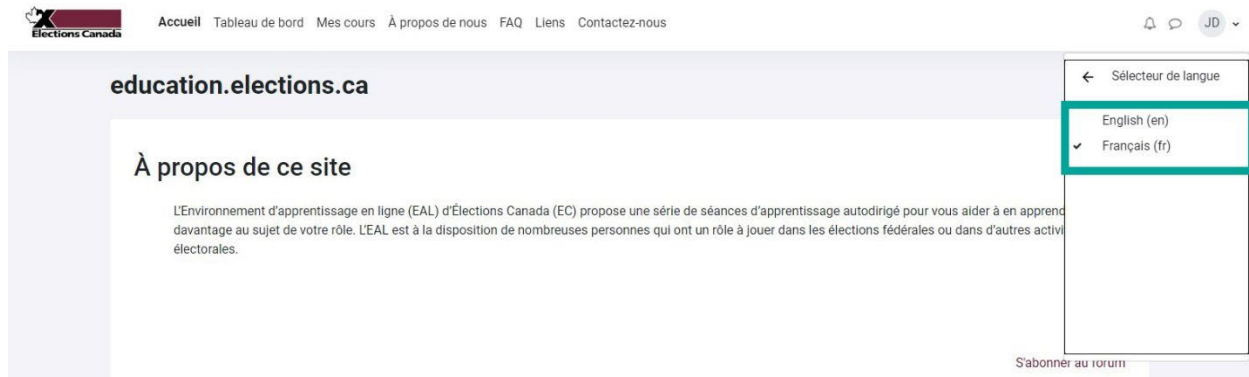 Elections Canada
Accueil Tableau de bord Mes cours À propos de nous FAQ Liens Contactez-nous
JD
Sélecteur de langue
education.elections.ca
English (en)
Français (fr)
À propos de ce site
L'Environnement d'apprentissage en ligne (EAL) d'Élections Canada (EC) propose une série de séances d'apprentissage autodirigé pour vous aider à en apprend
davantage au sujet de votre rôle. L'EAL est à la disposition de nombreuses personnes qui ont un rôle à jouer dans les élections fédérales ou dans d'autres activi
électorales.
S'abonner au forum